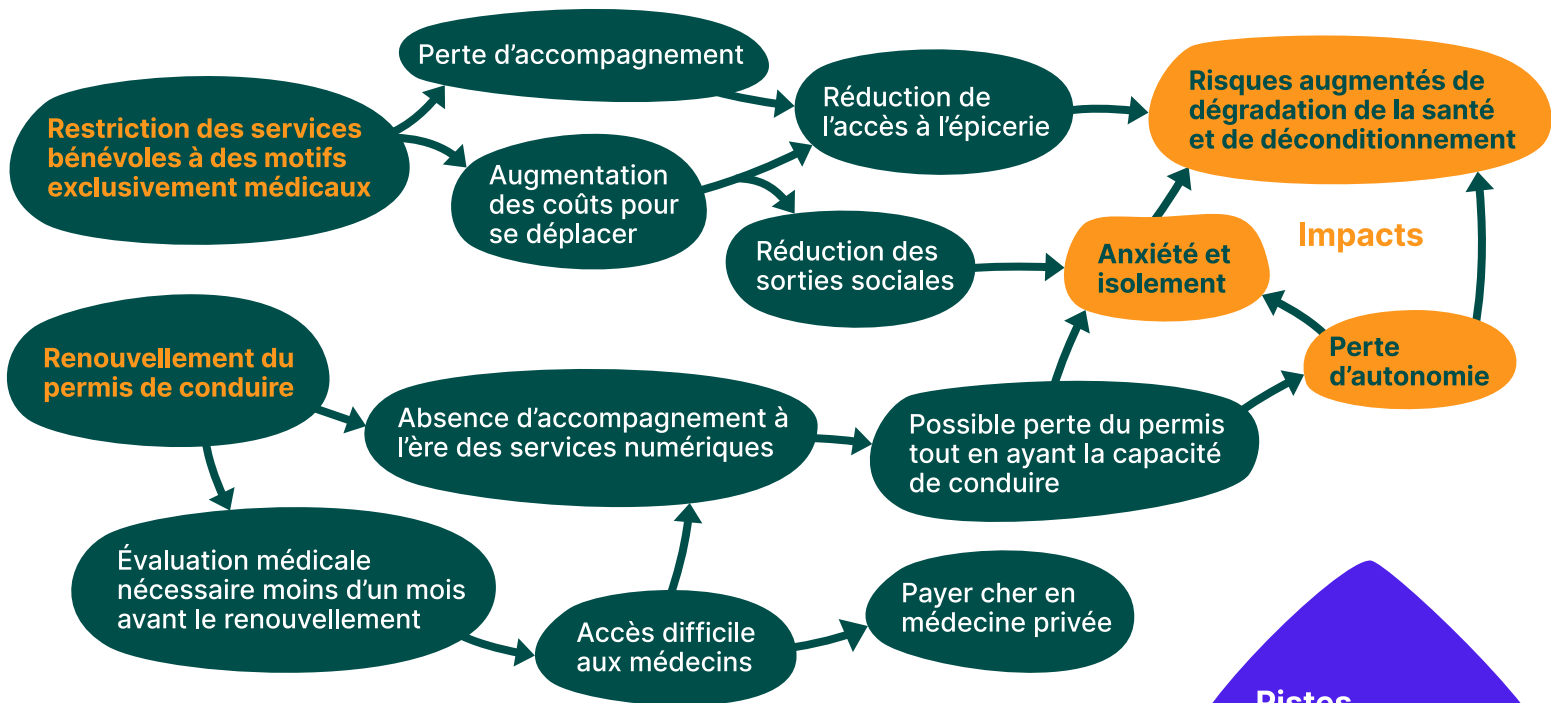 Perte d’accompagnement
Restriction des services
bénévoles à des motifs
exclusivement médicaux
Augmentation
des coûts pour
se déplacer
Réduction de
l’accès à l’épicerie
Réduction des
sorties sociales
Risques augmentés de
dégradation de la santé
et de déconditionnement
Impacts
Anxiété et
isolement
Perte
d’autonomie
Renouvellement du
permis de conduire
Absence d’accompagnement à
l’ère des services numériques
Possible perte du permis
tout en ayant la capacité
de conduire
Évaluation médicale
nécessaire moins d’un mois
avant le renouvellement
Accès difficile
aux médecins
Payer cher en
médecine privée
Pistes